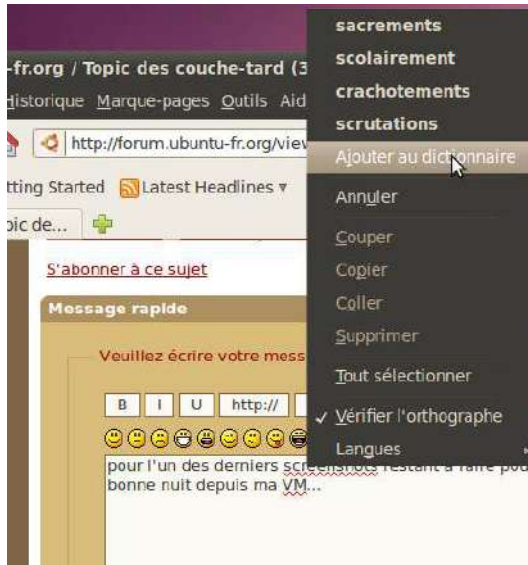 -fr.org / Topic des couche-tard (3
Historique Marque-pages Outils Aid
http://forum.ubuntu-fr.org/view
tting Started Latest Headlines
pic de...
S'abonner à ce sujet
Message rapide
Veuillez écrire votre mess
B I U http://
pour l'un des derniers screenshots restant à faire pou
bonne nuit depuis ma VM...
sacrements
scolairement
crachotements
scrutations
Ajouter au dictionnaire
Annuler
Couper
Copier
Coller
Supprimer
Tout sélectionner
Vérifier l'orthographe
Langues